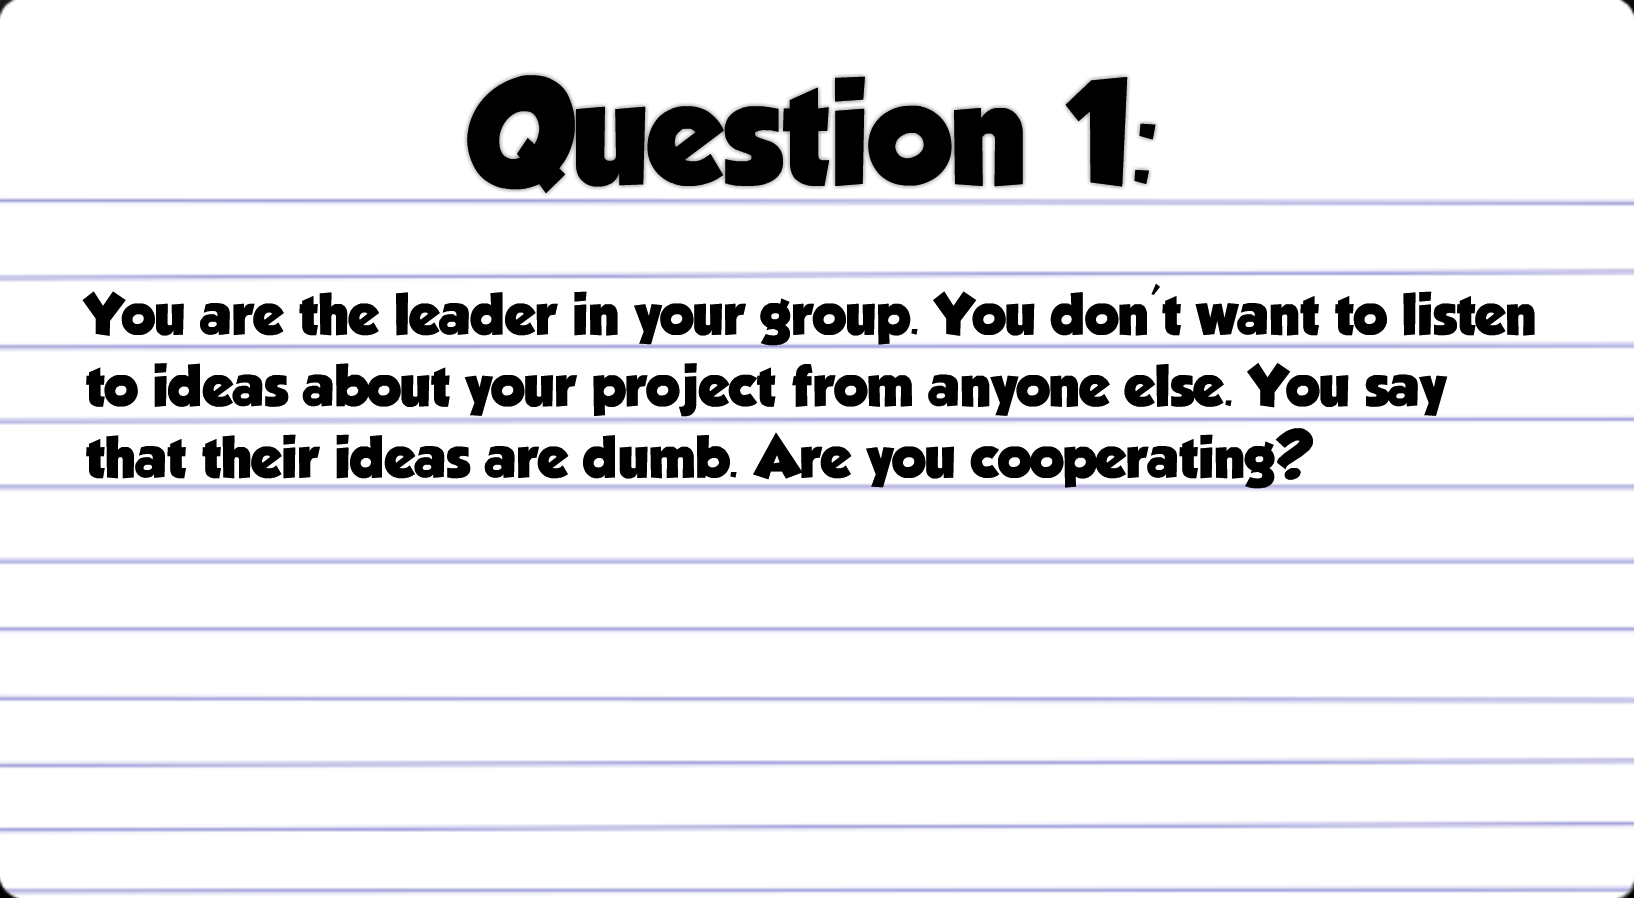 Question 1:
You are the leader in your group. You don't want to listen
to ideas about your project from anyone else. You say
that their ideas are dumb. Are you cooperating?